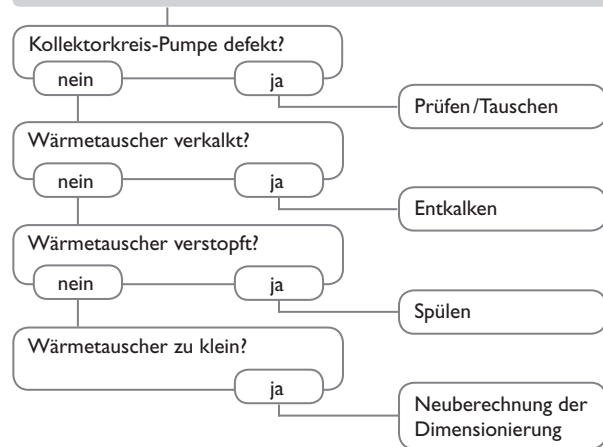 Kollektorkreis-Pumpe defekt?
nein
ja
Prüfen/Tauschen
Wärmetauscher verkalkt?
nein
ja
Entkalken
Wärmetauscher verstopft?
nein
ja
Spülen
Wärmetauscher zu klein?
ja
Neuberechnung der
Dimensionierung